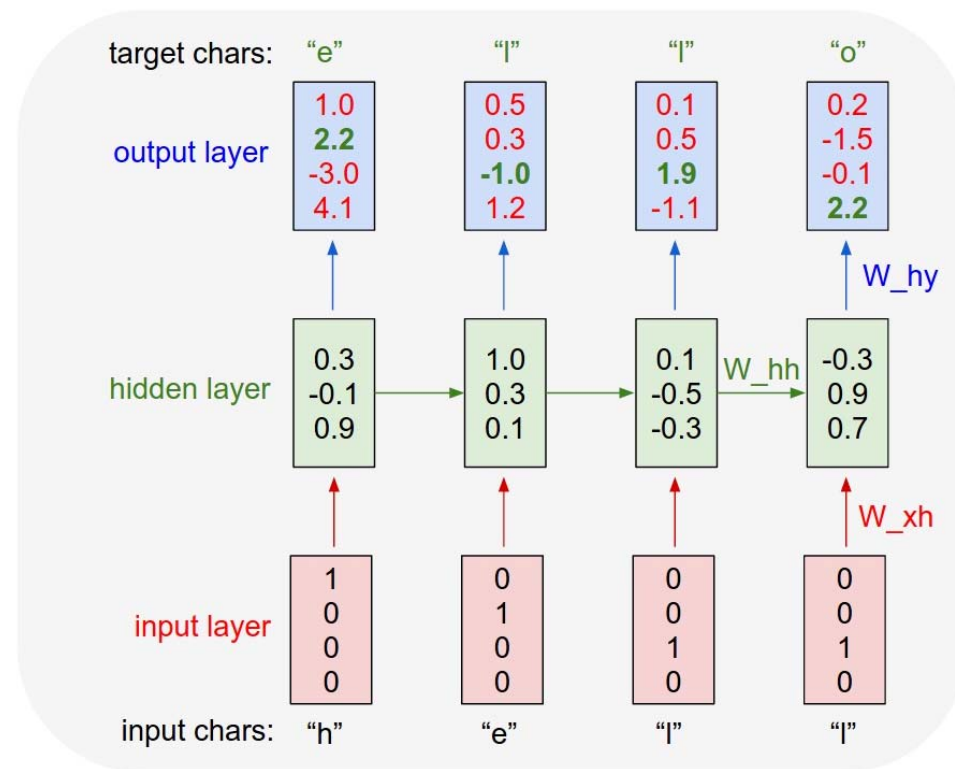 target chars: “e” “l” “l” “o”
1.0 0.5 0.1 0.2
2.2 0.3 0.5 -1.5
output layer
-3.0 -1.0 1.9 -0.1
4.1 1.2 -1.1 2.2
W_hy
0.3 1.0 0.1 W_hh -0.3
hidden layer -0.1 0.3 -0.5 0.9
0.9 0.1 -0.3 0.7
W_xh
1 0 0 0
0 1 0 0
input layer
0 0 1 1
0 0 0 0
input chars: “h” “e” “l” “l”